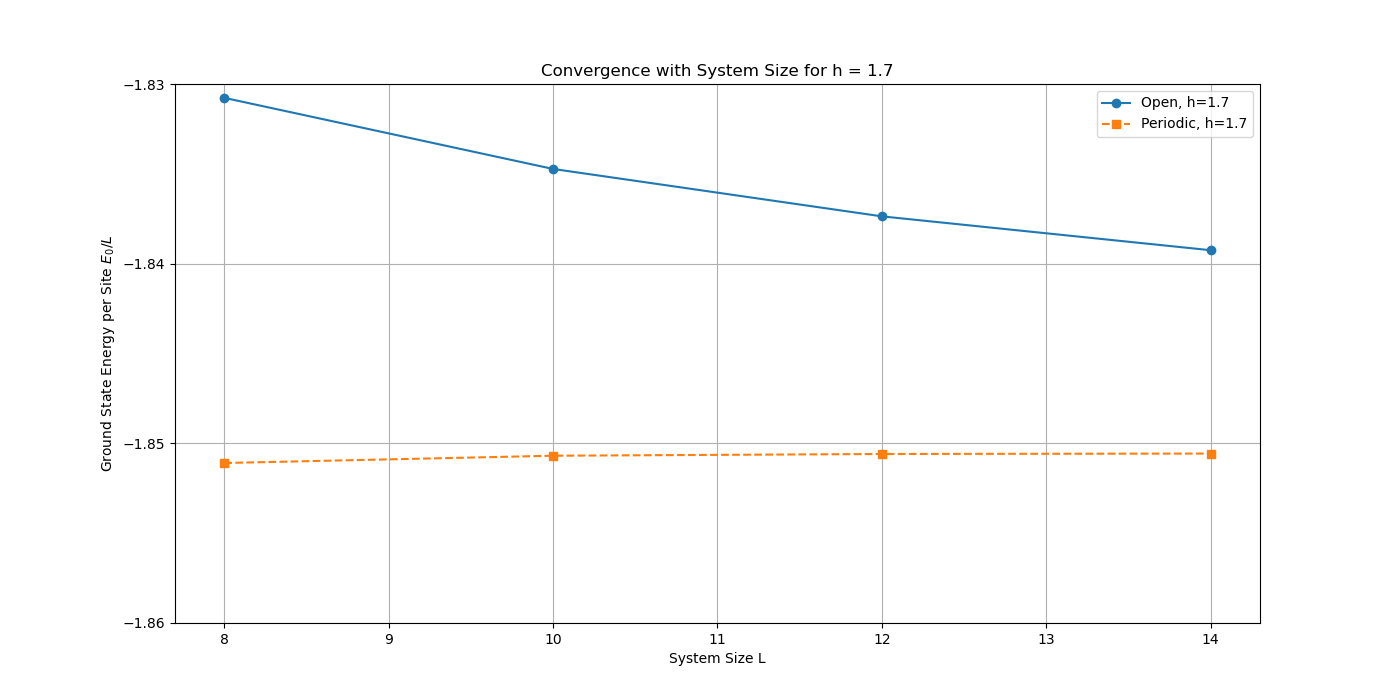 Convergence with System Size for h = 1.7
Open, h=1.7
Periodic, h=1.7
Ground State Energy per Site E₀/L
−1.83
−1.84
−1.85
−1.86
8
9
10
11
12
13
14
System Size L